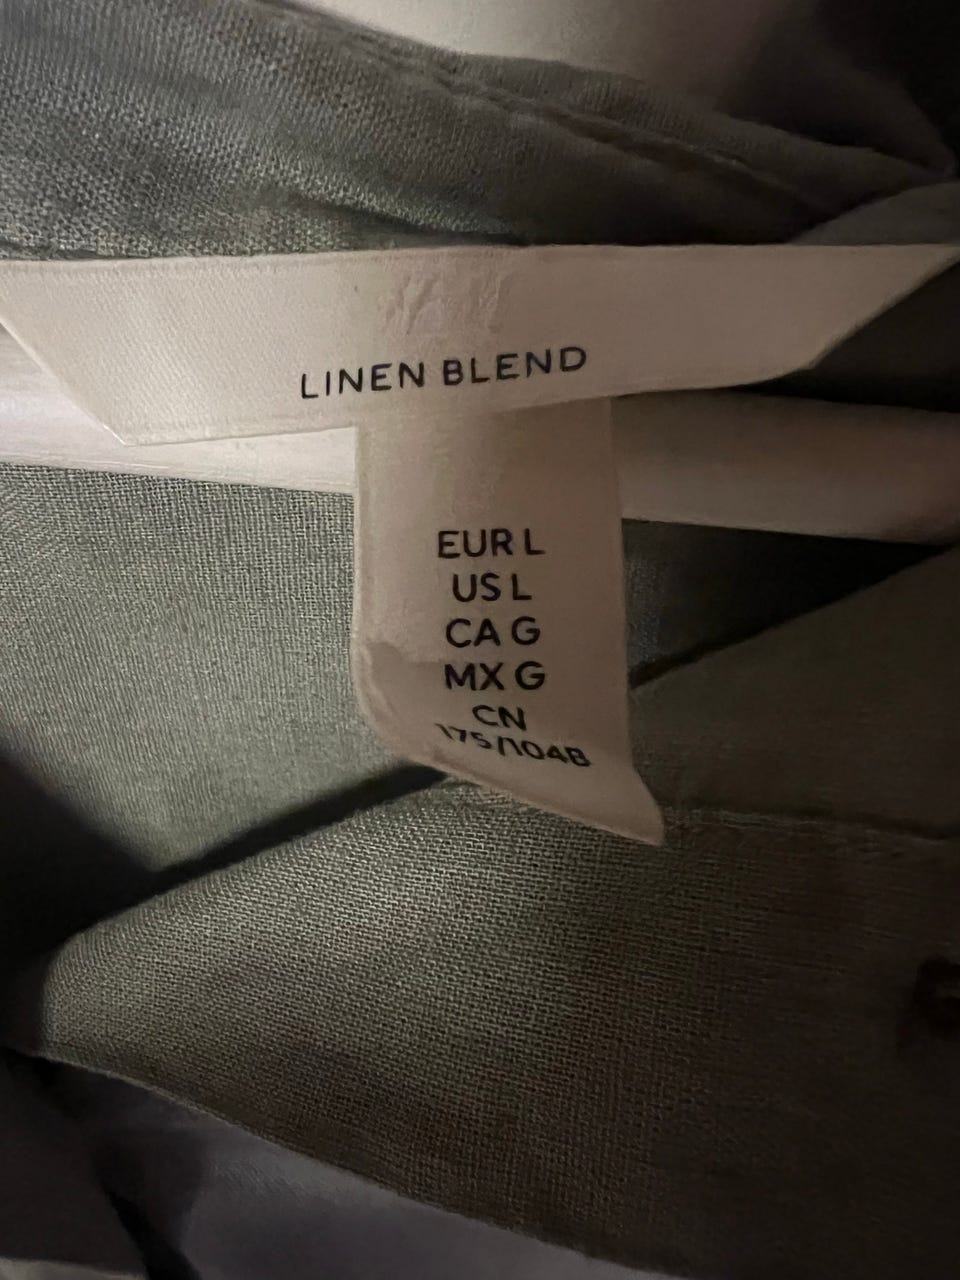 LINEN BLEND
EUR L
US L
CA G
MX G
CN
175/104B